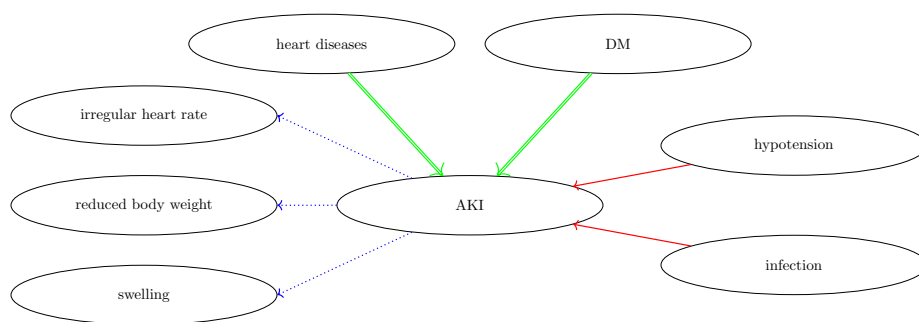 heart diseases
DM
irregular heart rate
hypotension
reduced body weight
AKI
swelling
infection